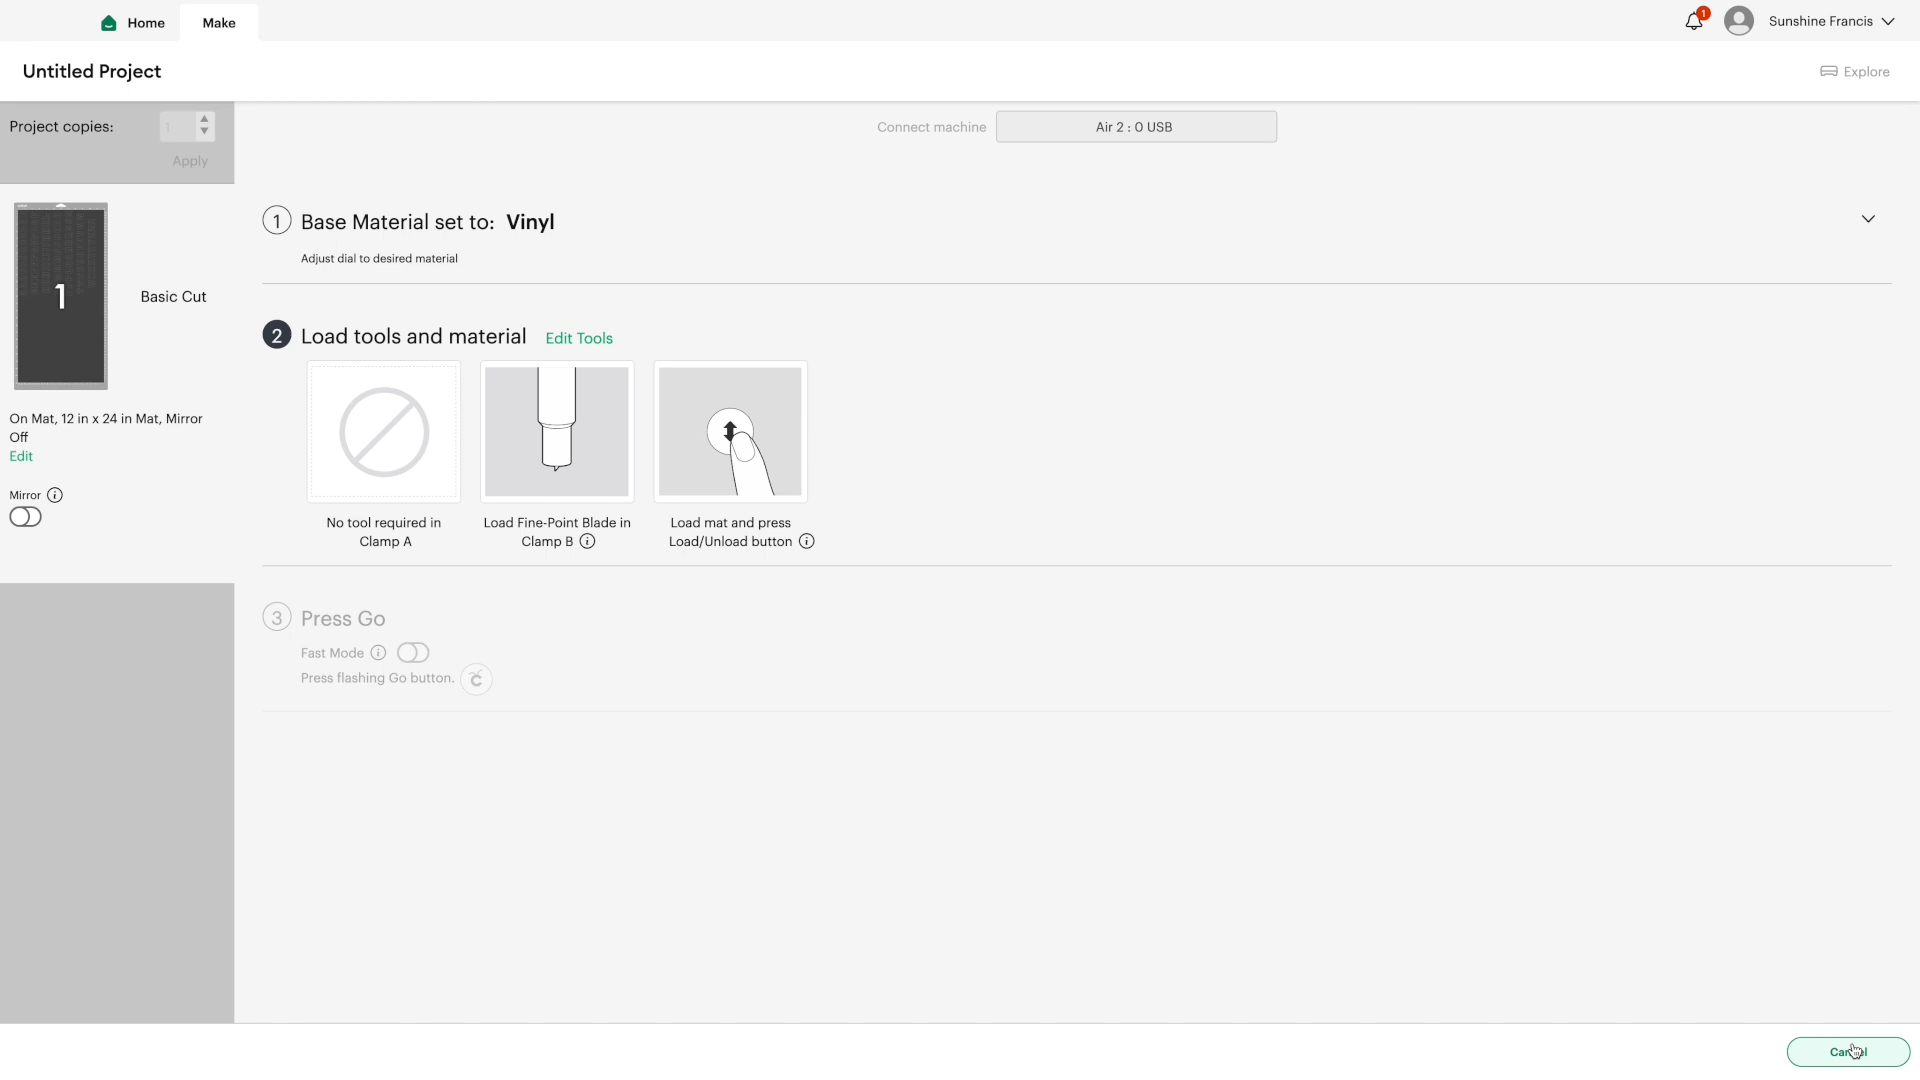 Home
Make
1
Sunshine Francis
Untitled Project
Explore
Project copies:
1
Apply
Connect machine
Air 2 : 0 USB
1 Base Material set to: Vinyl
Adjust dial to desired material
1
Basic Cut
2 Load tools and material Edit Tools
On Mat, 12 in x 24 in Mat, Mirror
Off
Edit
Mirror
No tool required in
Clamp A
Load Fine-Point Blade in
Clamp B
Load mat and press
Load/Unload button
3 Press Go
Fast Mode
Press flashing Go button.